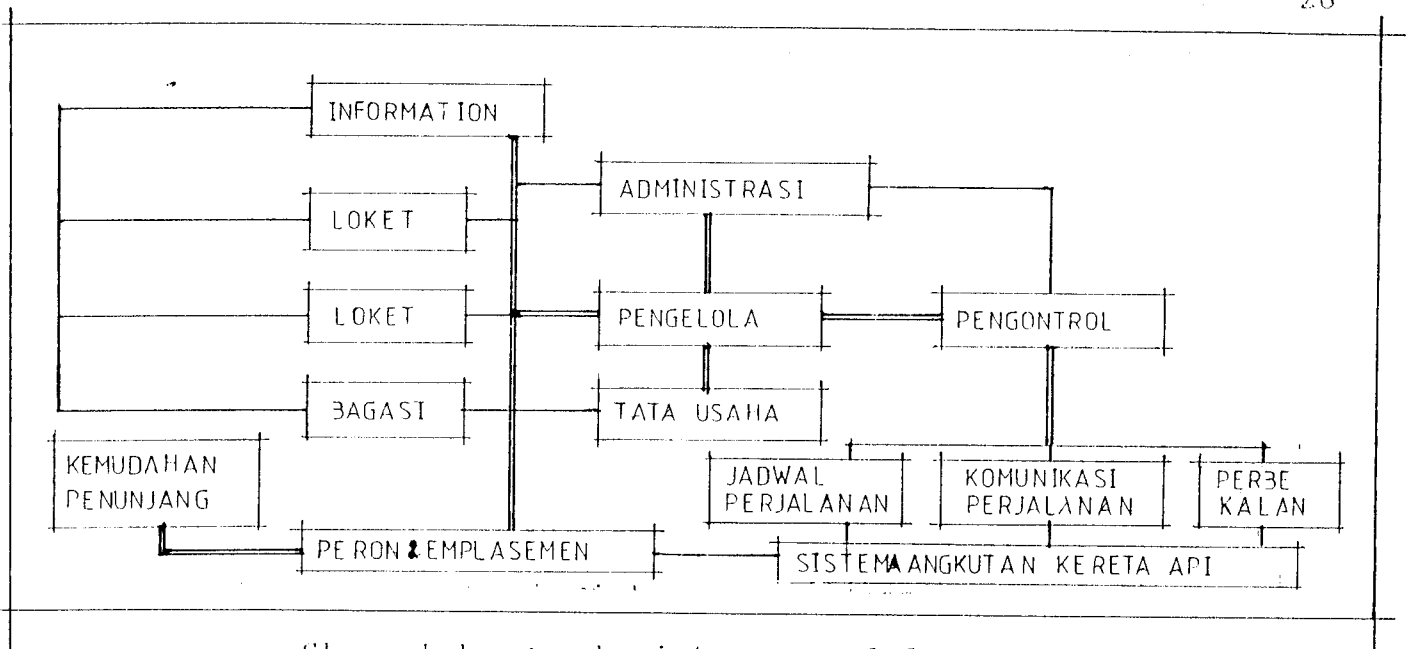 INFORMATION
ADMINISTRASI
LOKET
LOKET
PENGELOLA
PENGONTROL
BAGASI
TATA USAHA
KEMUDAHAN
PENUNJANG
JADWAL
PERJALANAN
KOMUNIKASI
PERJALANAN
PERBE
KALAN
PERON & EMPLASEMEN
SISTEMA ANGKUTAN KERETA API